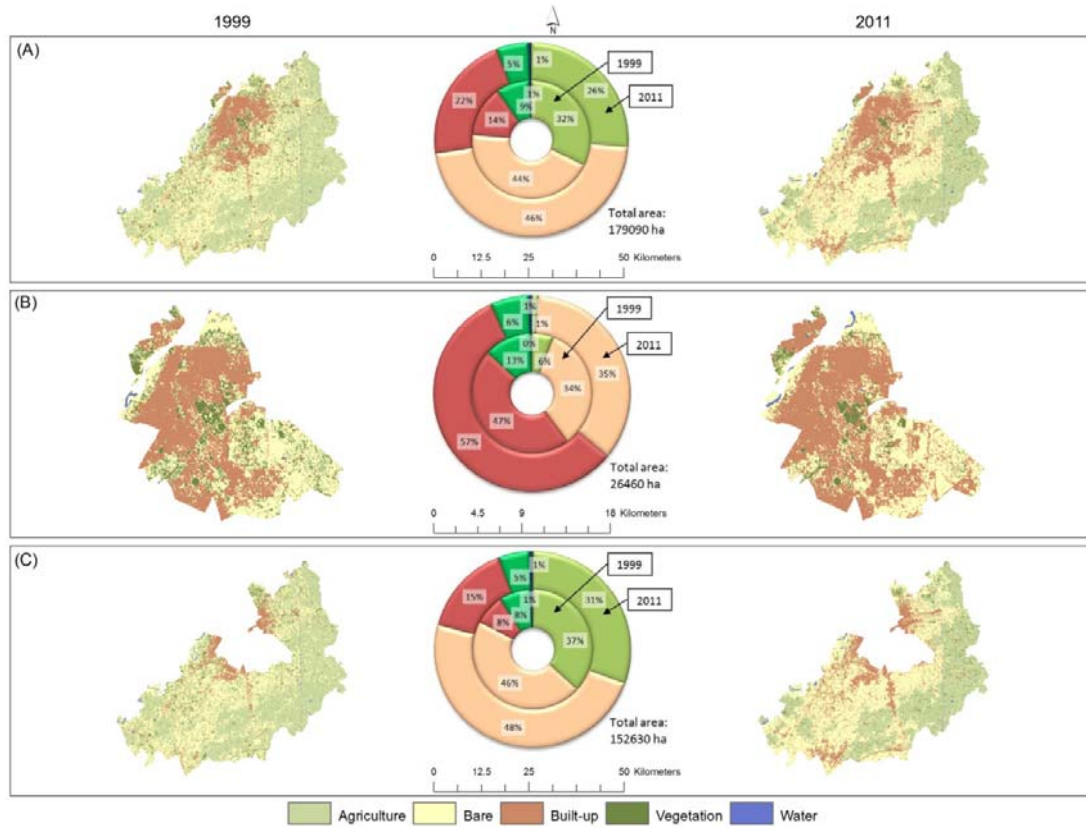 1999
N
2011
(A)
5%
1%
1999
22%
1%
26%
2011
14%
9%
32%
44%
46%
Total area:
179090 ha
0 12.5 25 50 Kilometers
(B)
6%
1%
1%
1999
0%
2011
13%
6%
34%
35%
47%
57%
Total area:
26460 ha
0 4.5 9 18 Kilometers
(C)
5%
1%
1999
15%
1%
31%
2011
8%
8%
37%
46%
48%
Total area:
152630 ha
0 12.5 25 50 Kilometers
Agriculture Bare Built-up Vegetation Water